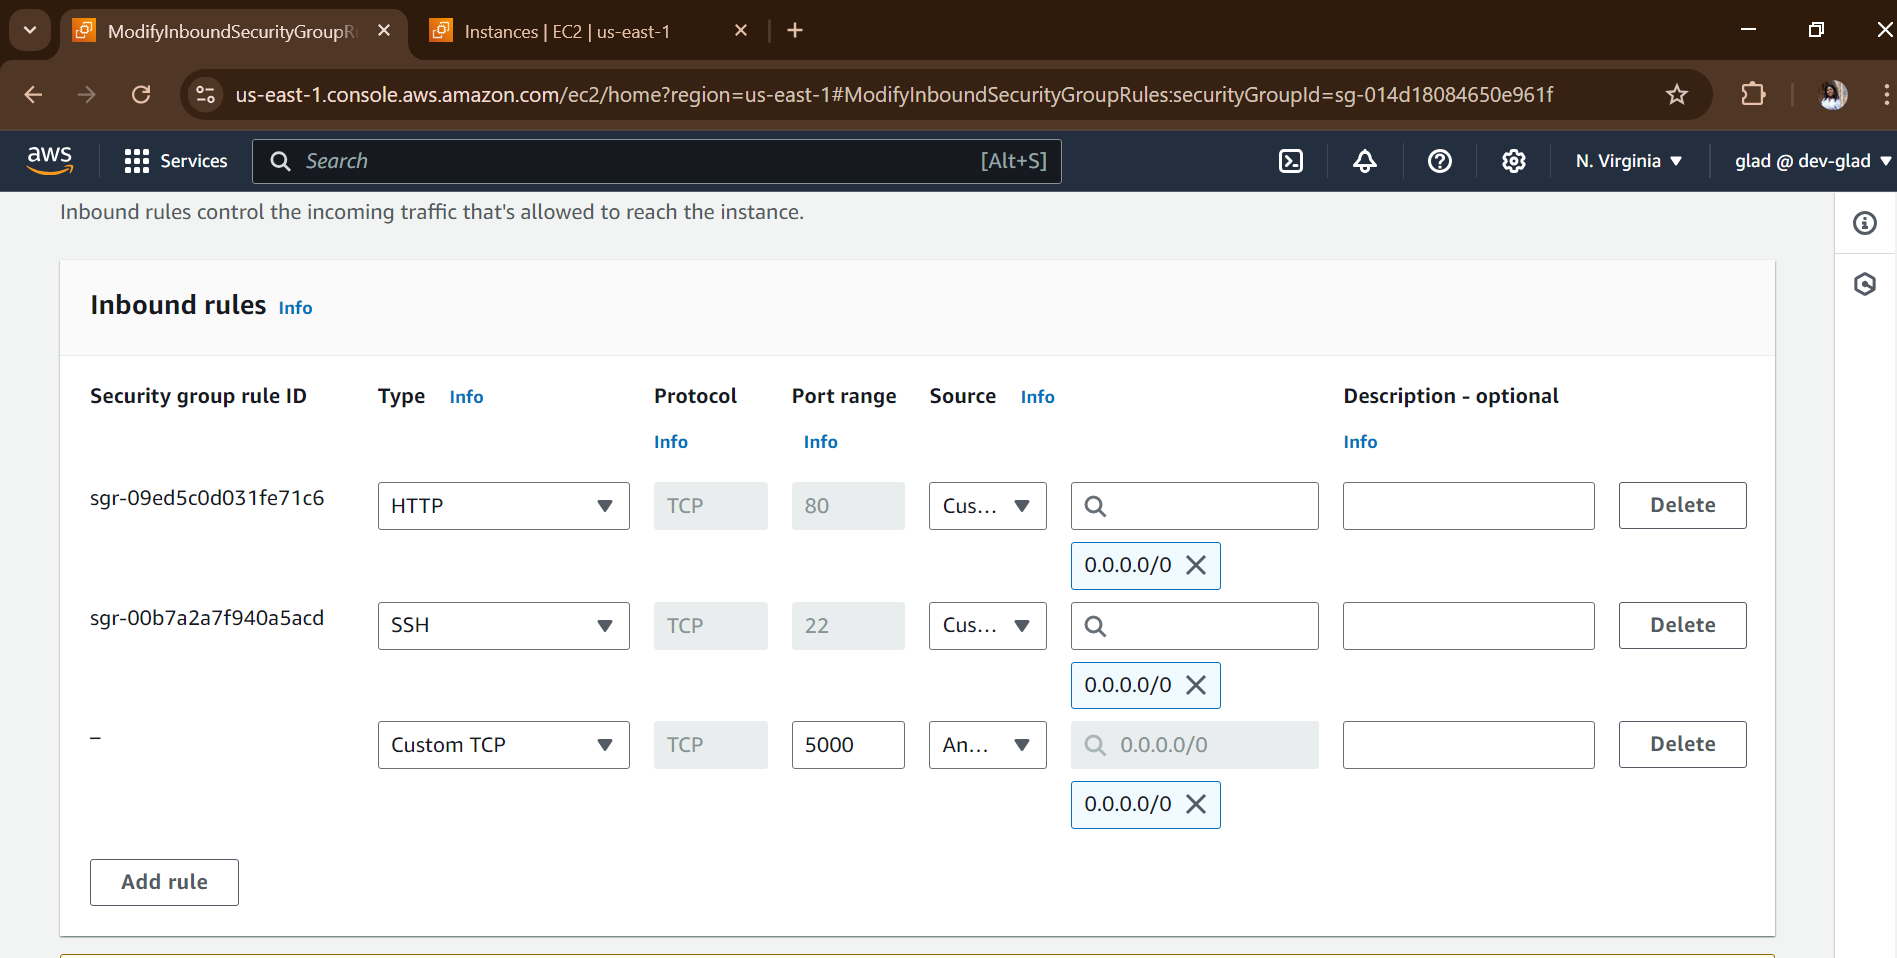 ModifyInboundSecurityGroupRu
Instances | EC2 | us-east-1
us-east-1.console.aws.amazon.com/ec2/home?region=us-east-1#ModifyInboundSecurityGroupRules:securityGroupId=sg-014d18084650e961f
aws Services Search [Alt+S] N. Virginia glad @ dev-glad
Inbound rules control the incoming traffic that's allowed to reach the instance.
Inbound rules Info
Security group rule ID Type Info Protocol Port range Source Info Description - optional
Info Info Info
sgr-09ed5c0d031fe71c6 HTTP TCP 80 Cus... Delete
0.0.0.0/0
sgr-00b7a2a7f940a5acd SSH TCP 22 Cus... Delete
0.0.0.0/0
– Custom TCP TCP 5000 An... 0.0.0.0/0 Delete
0.0.0.0/0
Add rule